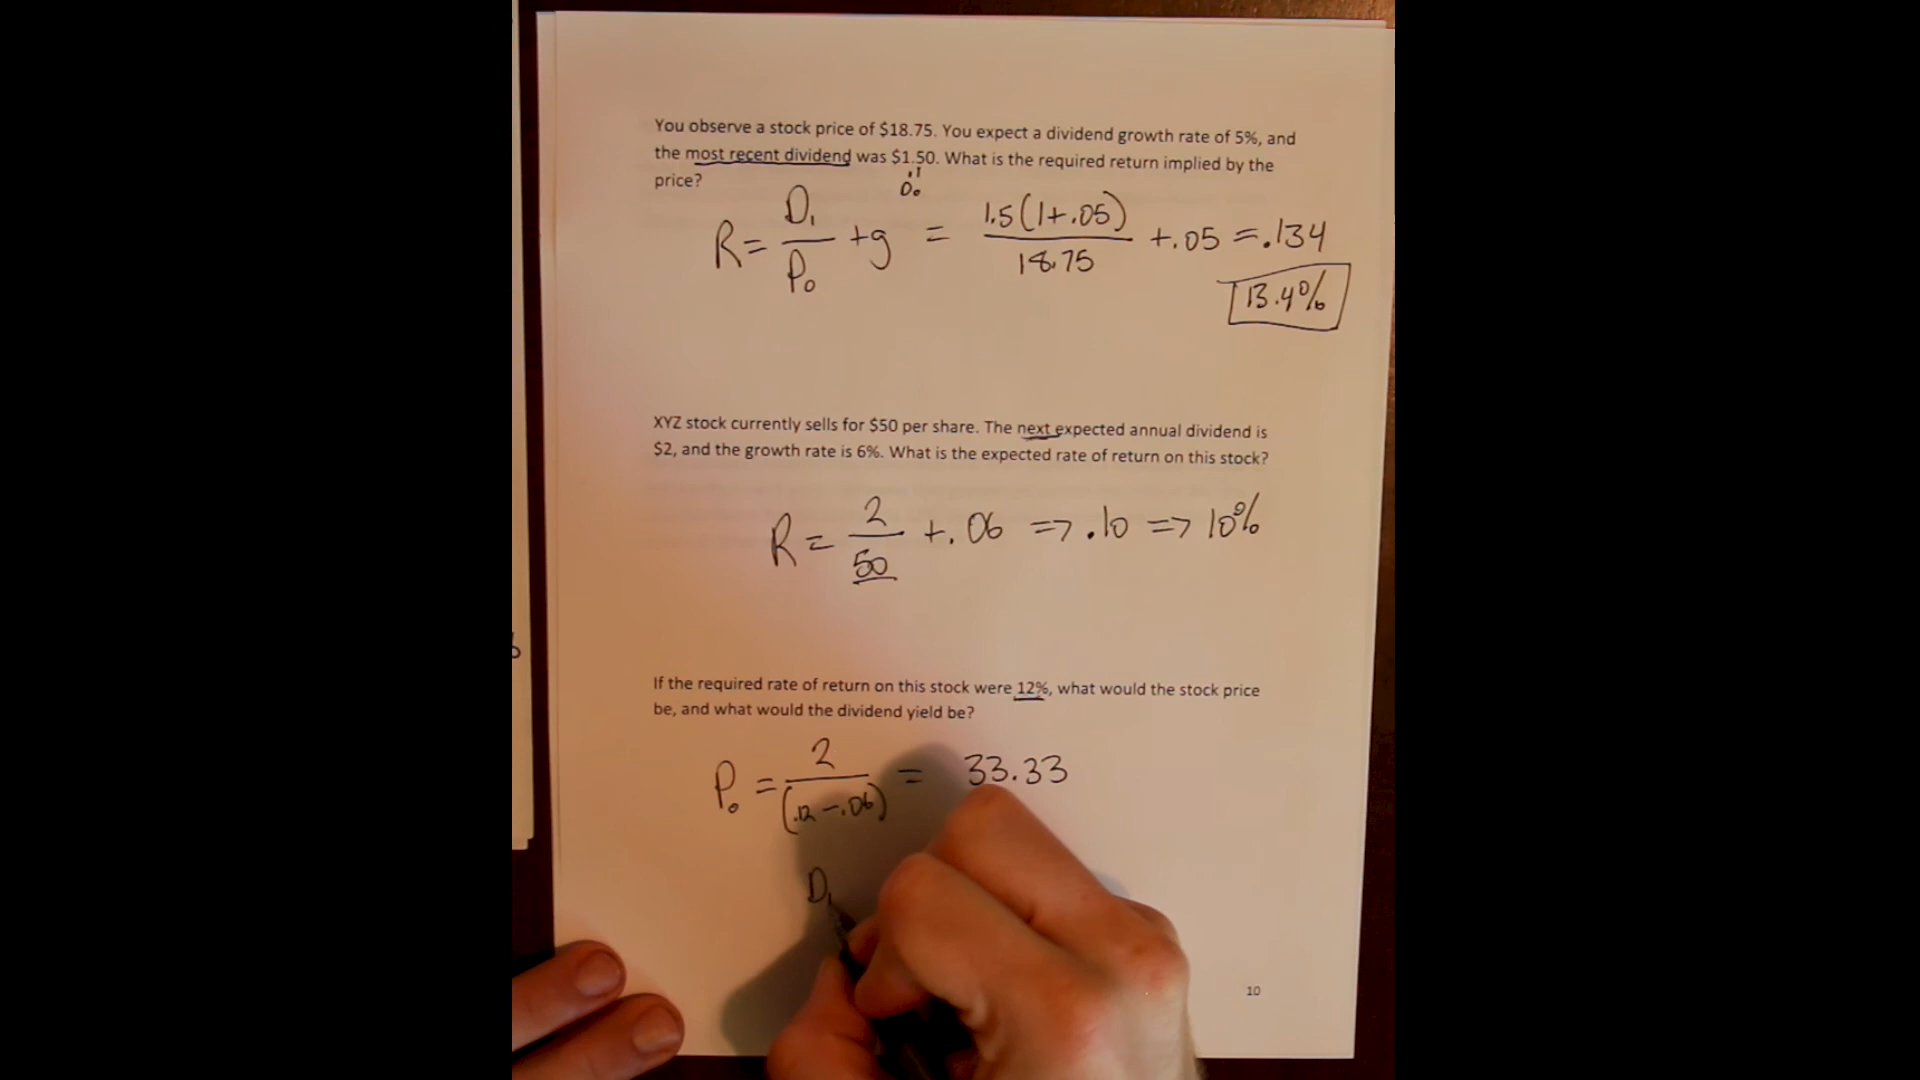 You observe a stock price of $18.75. You expect a dividend growth rate of 5%, and
the most recent dividend was $1.50. What is the required return implied by the
price?
D₀
R = D₁/P₀ + g = 1.5(1+.05)/18.75 + .05 = .134
13.4%
XYZ stock currently sells for $50 per share. The next expected annual dividend is
$2, and the growth rate is 6%. What is the expected rate of return on this stock?
R = 2/50 + .06 => .10 => 10%
If the required rate of return on this stock were 12%, what would the stock price
be, and what would the dividend yield be?
P₀ = 2/(.12-.06) = 33.33
D₁
10